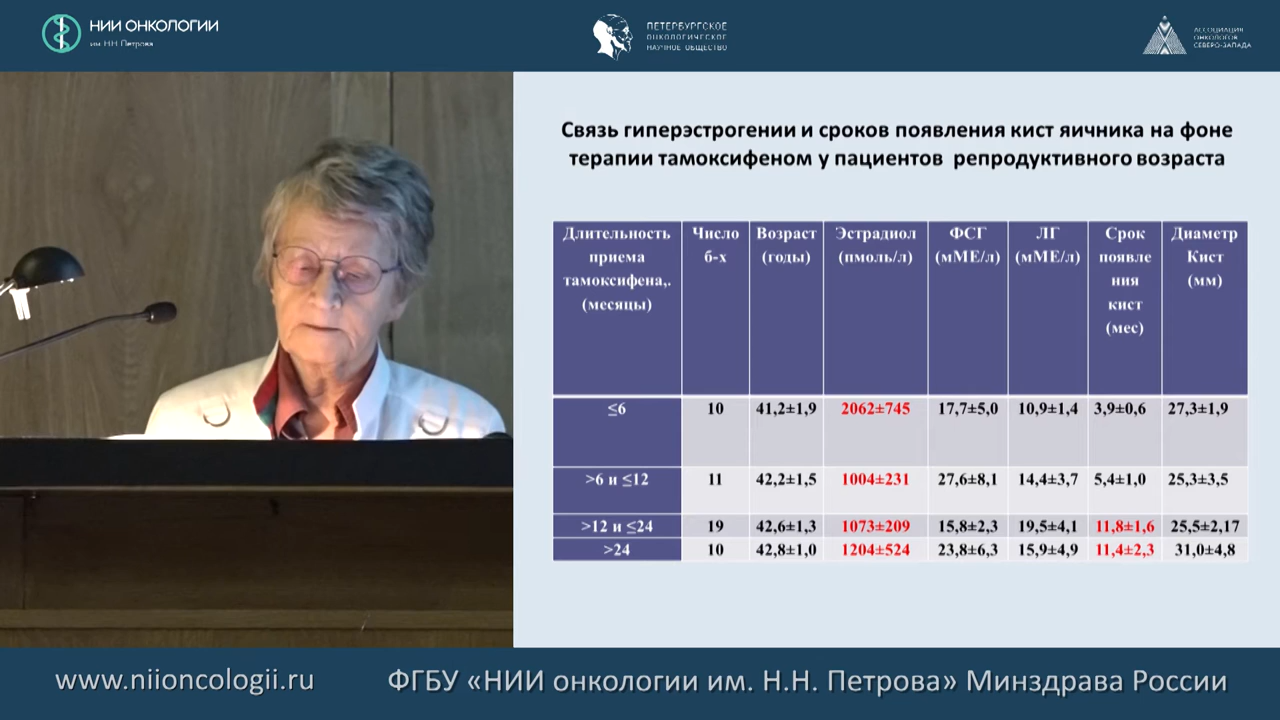 НИИ ОНКОЛОГИИ
им. Н.Н. Петрова
ПЕТЕРБУРГСКОЕ
ОНКОЛОГИЧЕСКОЕ
НАУЧНОЕ ОБЩЕСТВО
АССОЦИАЦИЯ
ОНКОЛОГОВ
СЕВЕРО-ЗАПАДА
Связь гиперэстрогении и сроков появления кист яичника на фоне
терапии тамоксифеном у пациентов репродуктивного возраста
Длительность приема тамоксифена,. (месяцы) Число б-х Возраст (годы) Эстрадиол (пмоль/л) ФСГ (мМЕ/л) ЛГ (мМЕ/л) Срок появле ния кист (мес) Диаметр Кист (мм)
≤6 10 41,2±1,9 2062±745 17,7±5,0 10,9±1,4 3,9±0,6 27,3±1,9
>6 и ≤12 11 42,2±1,5 1004±231 27,6±8,1 14,4±3,7 5,4±1,0 25,3±3,5
>12 и ≤24 19 42,6±1,3 1073±209 15,8±2,3 19,5±4,1 11,8±1,6 25,5±2,17
>24 10 42,8±1,0 1204±524 23,8±6,3 15,9±4,9 11,4±2,3 31,0±4,8
www.niioncologii.ru ФГБУ «НИИ онкологии им. Н.Н. Петрова» Минздрава России